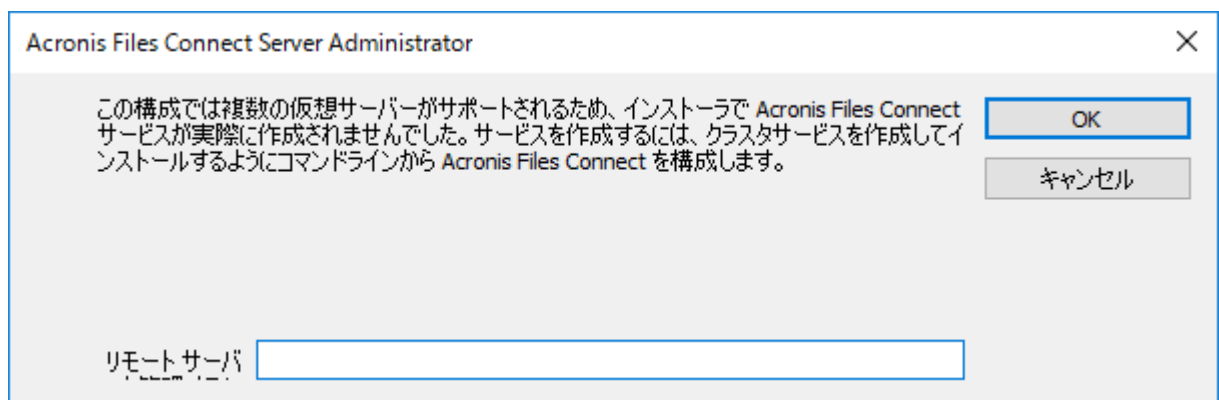 Acronis Files Connect Server Administrator
この構成では複数の仮想サーバーがサポートされるため、インストーラで Acronis Files Connect
サービスが実際に作成されませんでした。サービスを作成するには、クラスタサービスを作成してイ
ンストールするようにコマンドラインから Acronis Files Connect を構成します。
OK
キャンセル
リモート サーバ